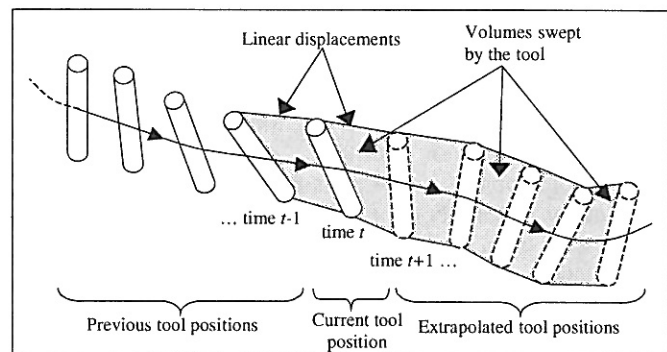 Linear displacements
Volumes swept
by the tool
... time t-1
time t
time t+1 ...
Previous tool positions
Current tool
position
Extrapolated tool positions